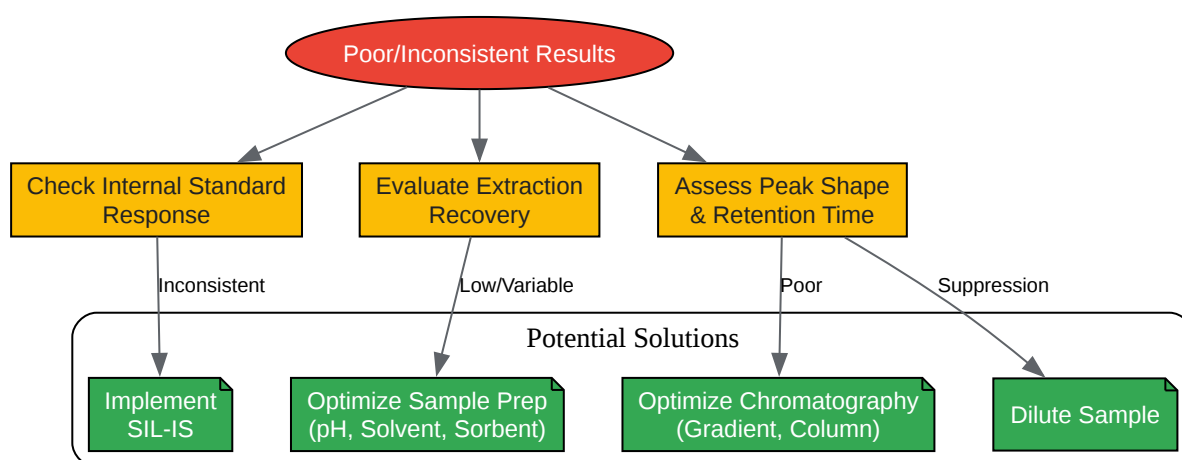 Poor/Inconsistent Results
Check Internal Standard
Response
Evaluate Extraction
Recovery
Assess Peak Shape
& Retention Time
Inconsistent
Low/Variable
Poor
Suppression
Potential Solutions
Implement
SIL-IS
Optimize Sample Prep
(pH, Solvent, Sorbent)
Optimize Chromatography
(Gradient, Column)
Dilute Sample